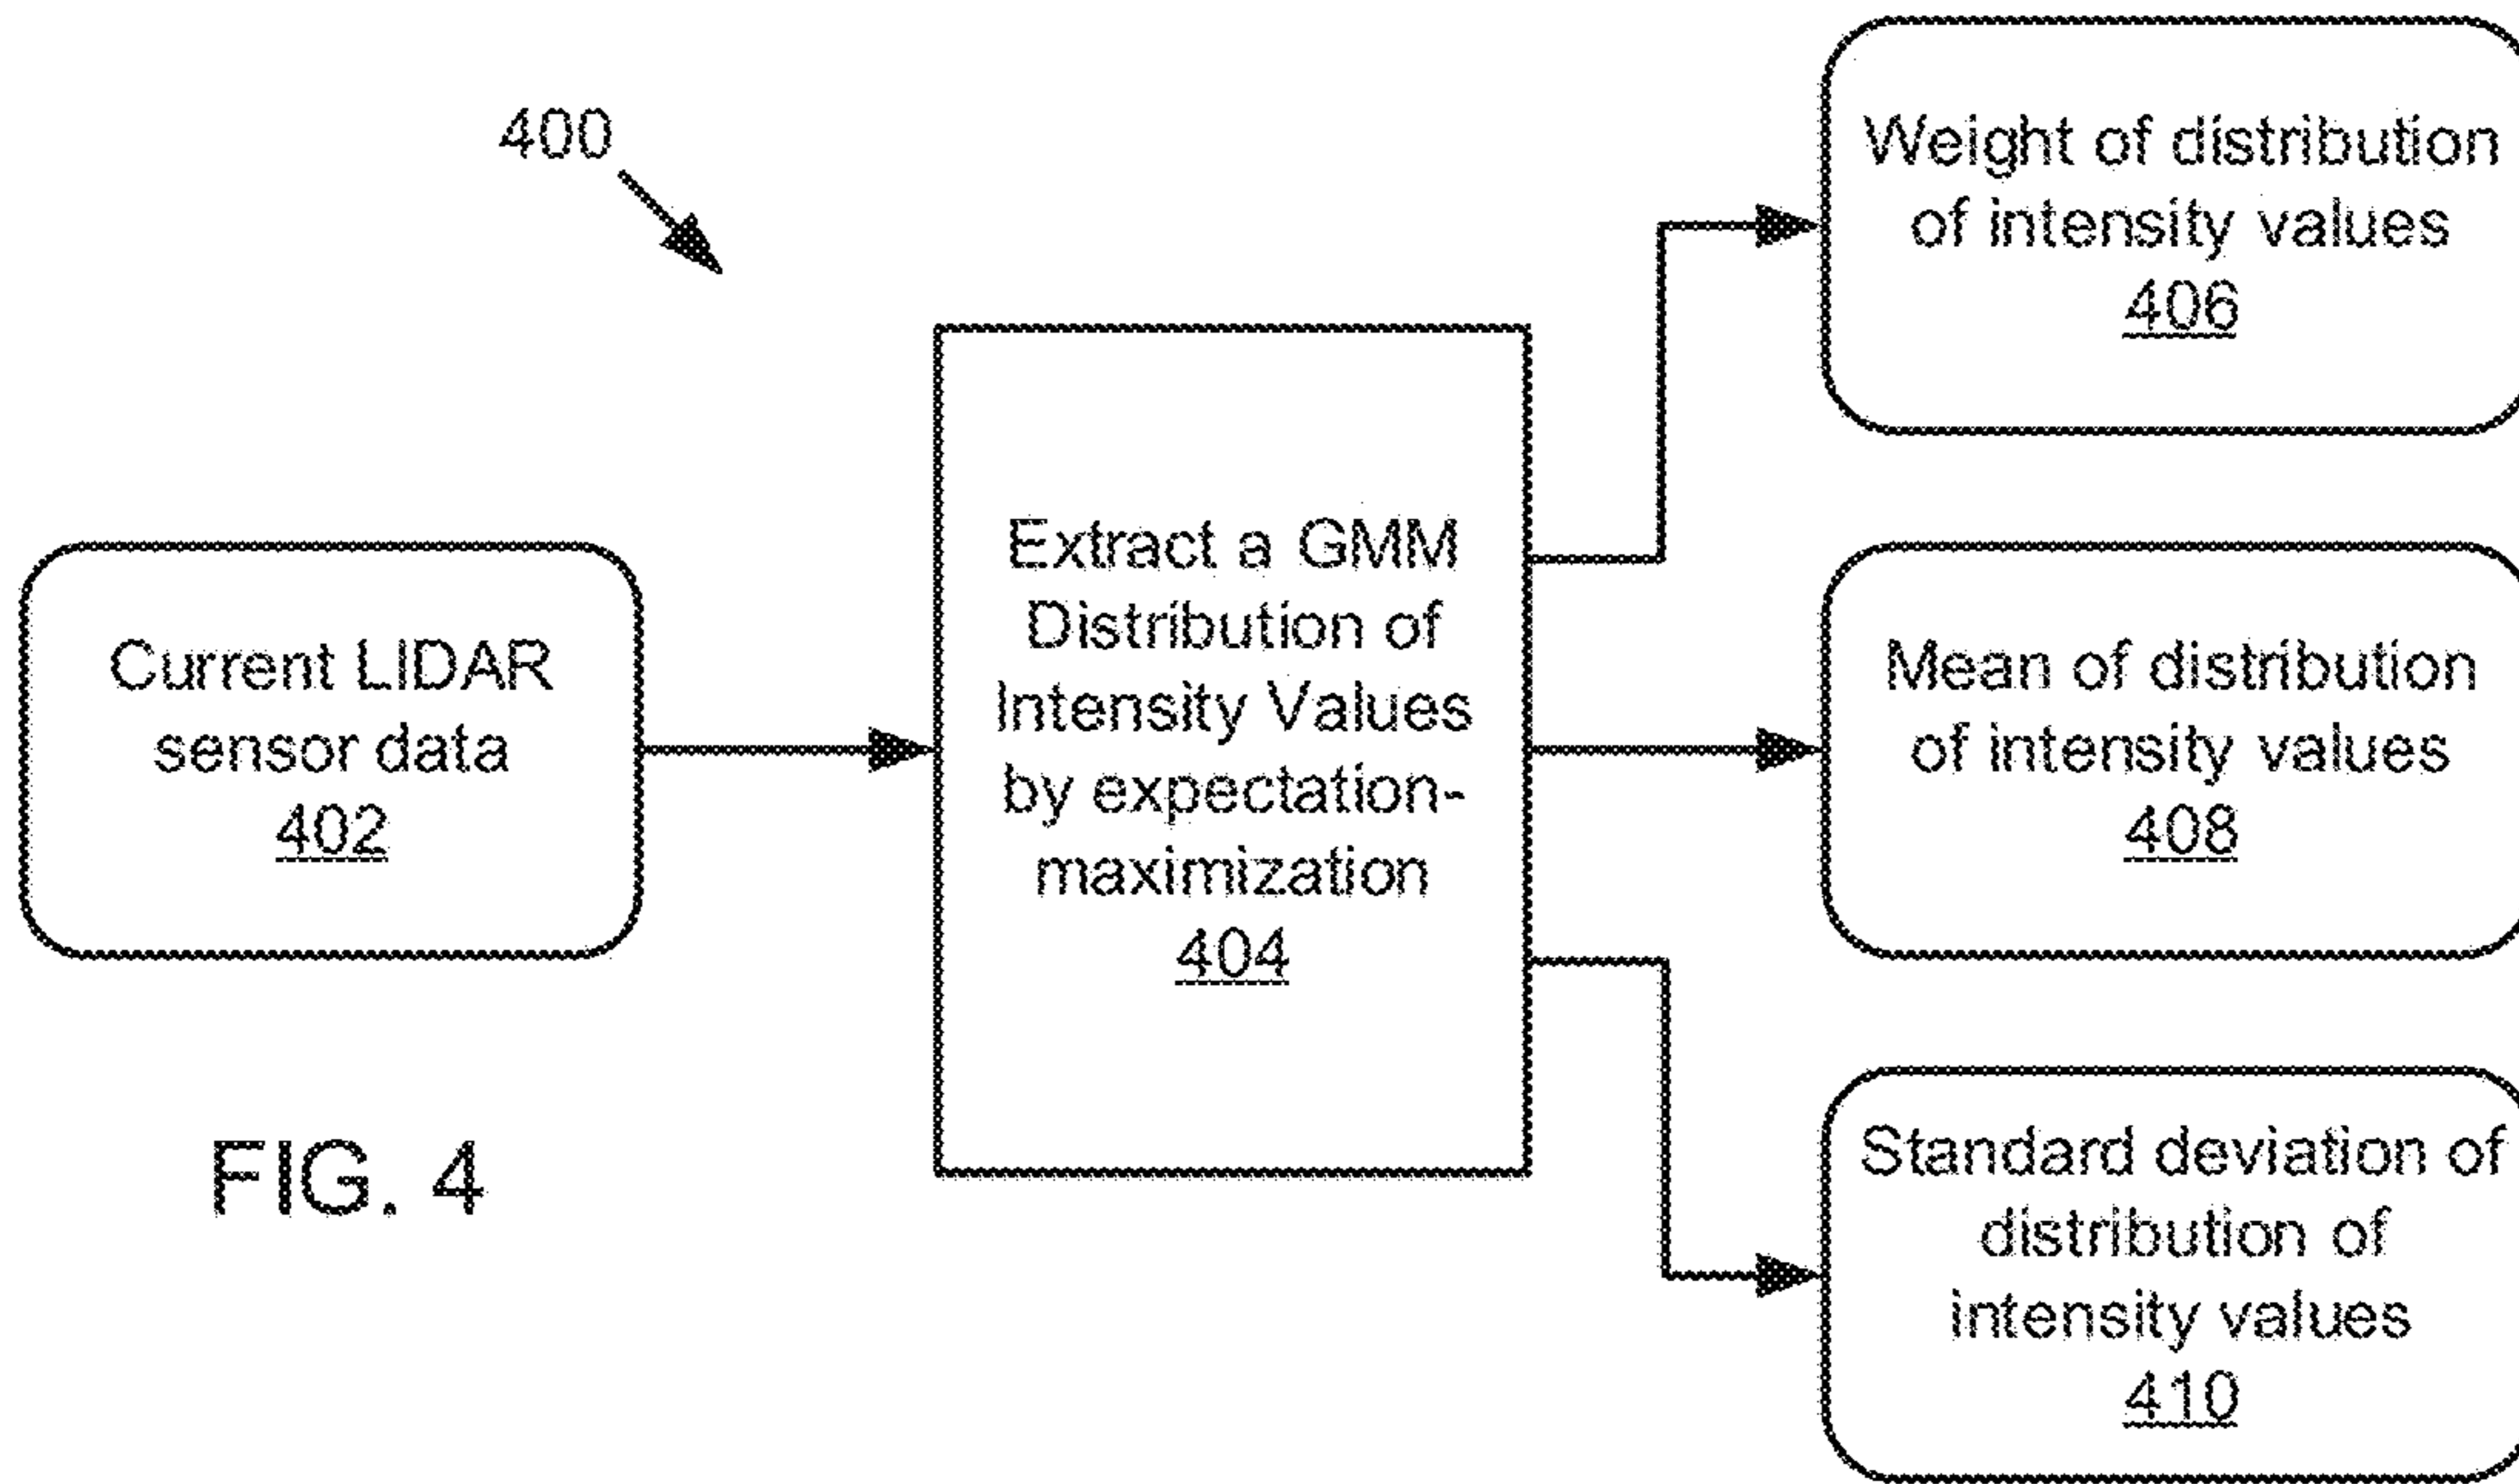 400
Current LIDAR
sensor data
402
Extract a GMM
Distribution of
Intensity Values
by expectation-
maximization
404
Weight of distribution
of intensity values
406
Mean of distribution
of intensity values
408
Standard deviation of
distribution of
intensity values
410
FIG. 4